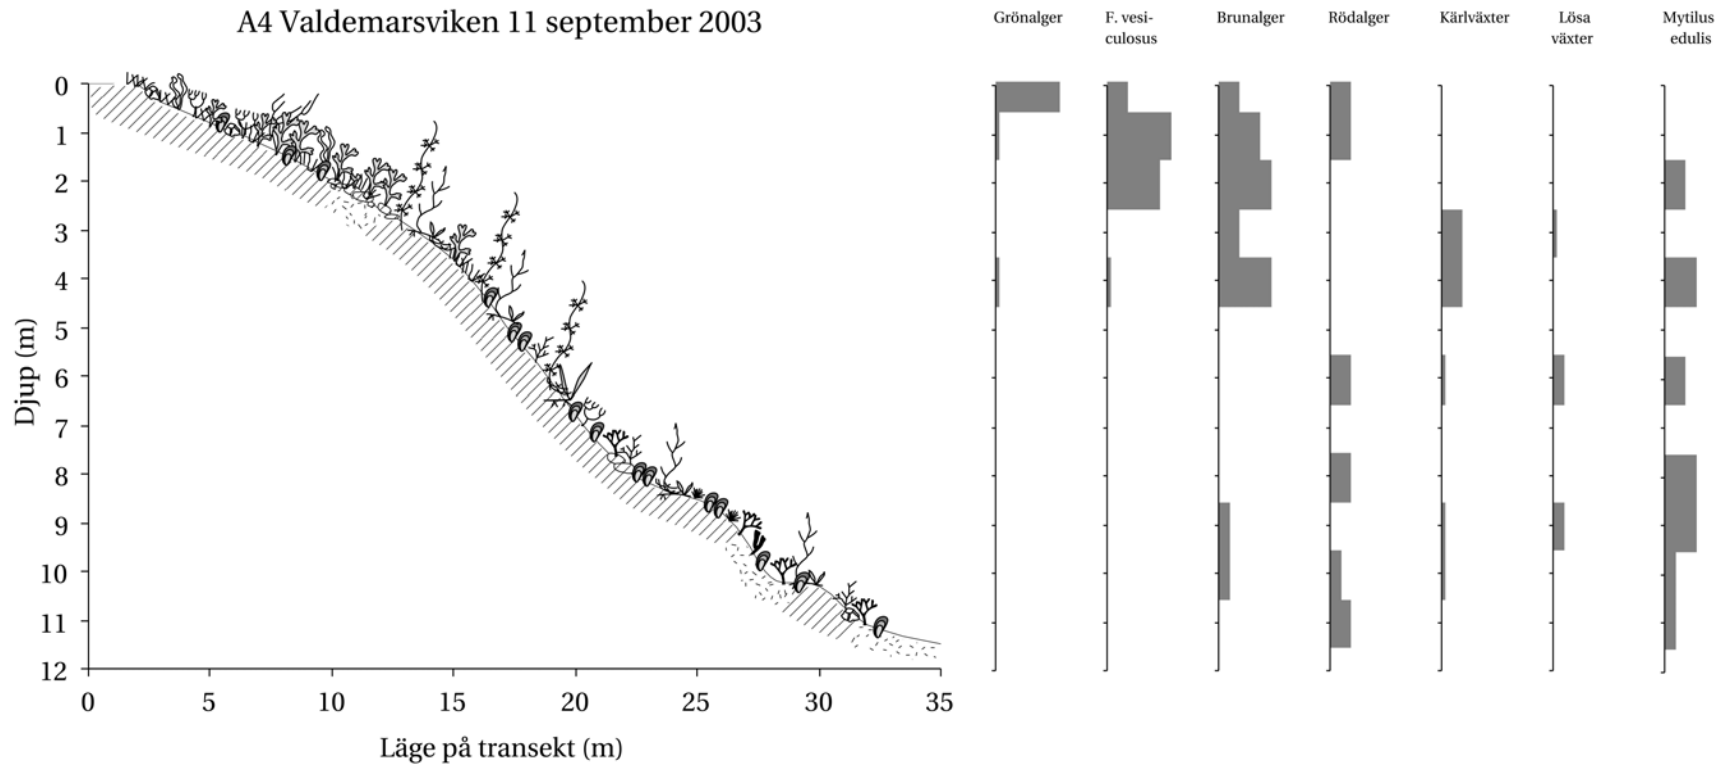 A4 Valdemarsviken 11 september 2003
Grönalger
F. vesi-
culosus
Brunalger
Rödalger
Kärlväxter
Lösa
växter
Mytilus
edulis
Djup (m)
0
1
2
3
4
5
6
7
8
9
10
11
12
0 5 10 15 20 25 30 35
Läge på transekt (m)